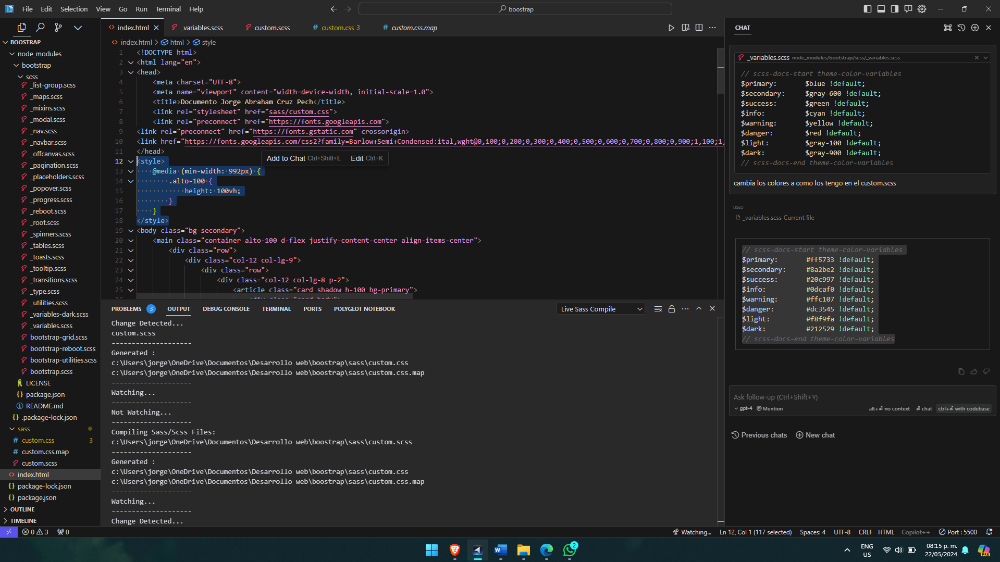 File Edit Selection View Go Run Terminal Help
boostrap
index.html
_variables.scss
custom.scss
custom.css 3
custom.css.map
BOOSTRAP
node_modules
bootstrap
scss
_list-group.scss
_maps.scss
_mixins.scss
_modal.scss
_nav.scss
_navbar.scss
_offcanvas.scss
_pagination.scss
_placeholders.scss
_popover.scss
_progress.scss
_reboot.scss
_root.scss
_spinners.scss
_tables.scss
_toasts.scss
_tooltip.scss
_transitions.scss
_type.scss
_utilities.scss
_variables-dark.scss
_variables.scss
bootstrap-grid.scss
bootstrap-reboot.scss
bootstrap-utilities.scss
bootstrap.scss
LICENSE
package.json
README.md
.package-lock.json
sass
custom.css 3
custom.css.map
custom.scss
index.html
package-lock.json
package.json
OUTLINE
TIMELINE
index.html > html > style
1 <!DOCTYPE html>
2 <html lang="en">
3 <head>
4 <meta charset="UTF-8">
5 <meta name="viewport" content="width=device-width, initial-scale=1.0">
6 <title>Documento Jorge Abraham Cruz Pech</title>
7 <link rel="stylesheet" href="sass/custom.css">
8 <link rel="preconnect" href="https://fonts.googleapis.com">
9 <link rel="preconnect" href="https://fonts.gstatic.com" crossorigin>
10 <link href="https://fonts.googleapis.com/css2?family=Barlow+Semi+Condensed:ital,wght@0,100;0,200;0,300;0,400;0,500;0,600;0,700;0,800;0,900;1,100;1,
11 </head>
Add to Chat Ctrl+Shift+L Edit Ctrl+K
12 <style>
13 @media (min-width: 992px) {
14 .alto-100 {
15 height: 100vh;
16 }
17 }
18 </style>
19 <body class="bg-secondary">
20 <main class="container alto-100 d-flex justify-content-center align-items-center">
21 <div class="row">
22 <div class="col-12 col-lg-9">
23 <div class="row">
24 <div class="col-12 col-lg-8 p-2">
25 <article class="card shadow h-100 bg-primary">
PROBLEMS 3 OUTPUT DEBUG CONSOLE TERMINAL PORTS POLYGLOT NOTEBOOK
Live Sass Compile
Change Detected...
custom.scss
--------------------
Generated :
c:\Users\jorge\OneDrive\Documentos\Desarrollo web\boostrap\sass\custom.css
c:\Users\jorge\OneDrive\Documentos\Desarrollo web\boostrap\sass\custom.css.map
--------------------
Watching...
--------------------
Not Watching...
--------------------
Compiling Sass/Scss Files:
c:\Users\jorge\OneDrive\Documentos\Desarrollo web\boostrap\sass\custom.scss
--------------------
Generated :
c:\Users\jorge\OneDrive\Documentos\Desarrollo web\boostrap\sass\custom.css
c:\Users\jorge\OneDrive\Documentos\Desarrollo web\boostrap\sass\custom.css.map
--------------------
Watching...
--------------------
Change Detected...
CHAT
_variables.scss node_modules/bootstrap/scss/_variables.scss
// scss-docs-start theme-color-variables
$primary: $blue !default;
$secondary: $gray-600 !default;
$success: $green !default;
$info: $cyan !default;
$warning: $yellow !default;
$danger: $red !default;
$light: $gray-100 !default;
$dark: $gray-900 !default;
// scss-docs-end theme-color-variables
cambia los colores a como los tengo en el custom.scss
USED
_variables.scss Current file
// scss-docs-start theme-color-variables
$primary: #ff5733 !default;
$secondary: #8a2be2 !default;
$success: #20c997 !default;
$info: #0dcaf0 !default;
$warning: #ffc107 !default;
$danger: #dc3545 !default;
$light: #f8f9fa !default;
$dark: #212529 !default;
// scss-docs-end theme-color-variables
Ask follow-up (Ctrl+Shift+Y)
gpt-4 @ Mention alt+⏎ no context ⏎ chat ctrl+⏎ with codebase
Previous chats New chat
0 3 0
Watching... Ln 12, Col 1 (117 selected) Spaces: 4 UTF-8 CRLF HTML Copilot++ Port : 5500
2
ENG
US
08:15 p. m.
22/05/2024
PRE